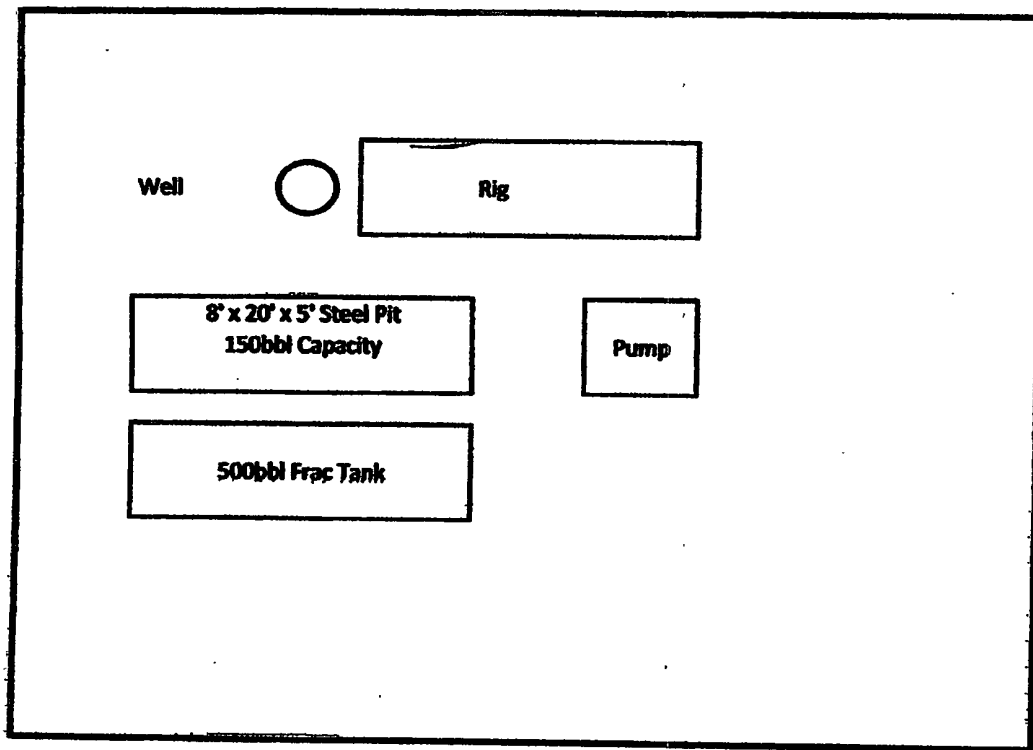 Well
Rig
8' x 20' x 5' Steel Pit
150bbl Capacity
Pump
500bbl Frac Tank